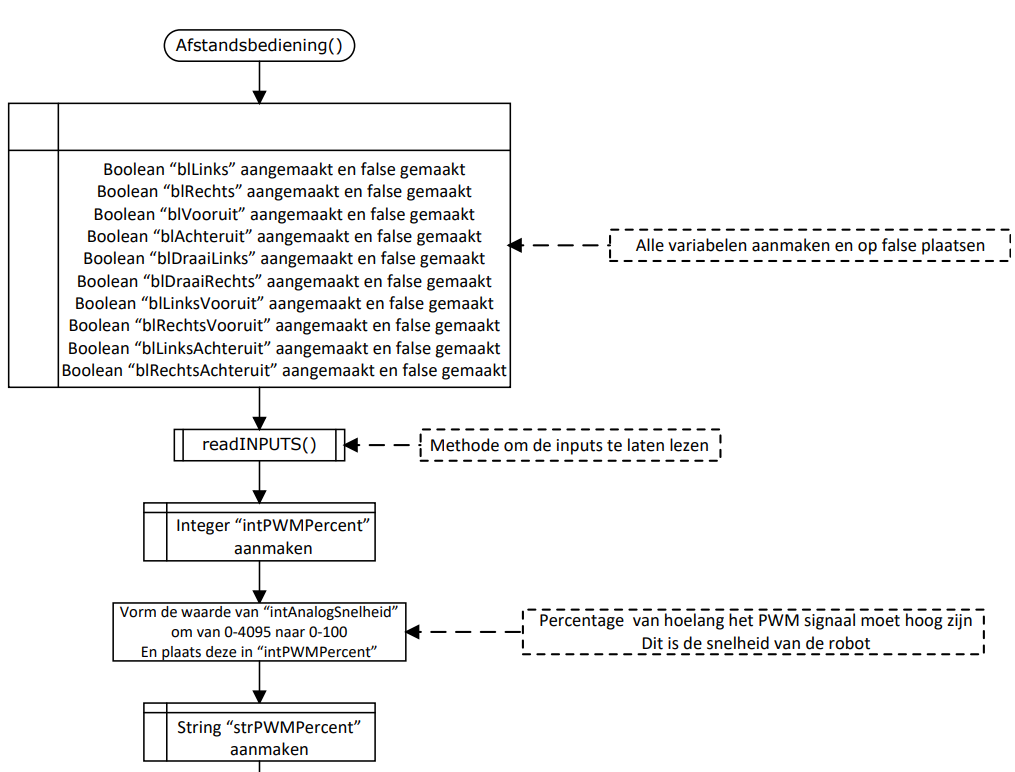 Afstandsbediening()
Boolean “blLinks” aangemaakt en false gemaakt
Boolean “blRechts” aangemaakt en false gemaakt
Boolean “blVooruit” aangemaakt en false gemaakt
Boolean “blAchteruit” aangemaakt en false gemaakt
Boolean “blDraaiLinks” aangemaakt en false gemaakt
Boolean “blDraaiRechts” aangemaakt en false gemaakt
Boolean “blLinksVooruit” aangemaakt en false gemaakt
Boolean “blRechtsVooruit” aangemaakt en false gemaakt
Boolean “blLinksAchteruit” aangemaakt en false gemaakt
Boolean “blRechtsAchteruit” aangemaakt en false gemaakt
Alle variabelen aanmaken en op false plaatsen
readINPUTS()
Methode om de inputs te laten lezen
Integer “intPWMPercent”
aanmaken
Vorm de waarde van “intAnalogSnelheid”
om van 0-4095 naar 0-100
En plaats deze in “intPWMPercent”
Percentage  van hoelang het PWM signaal moet hoog zijn
Dit is de snelheid van de robot
String “strPWMPercent”
aanmaken